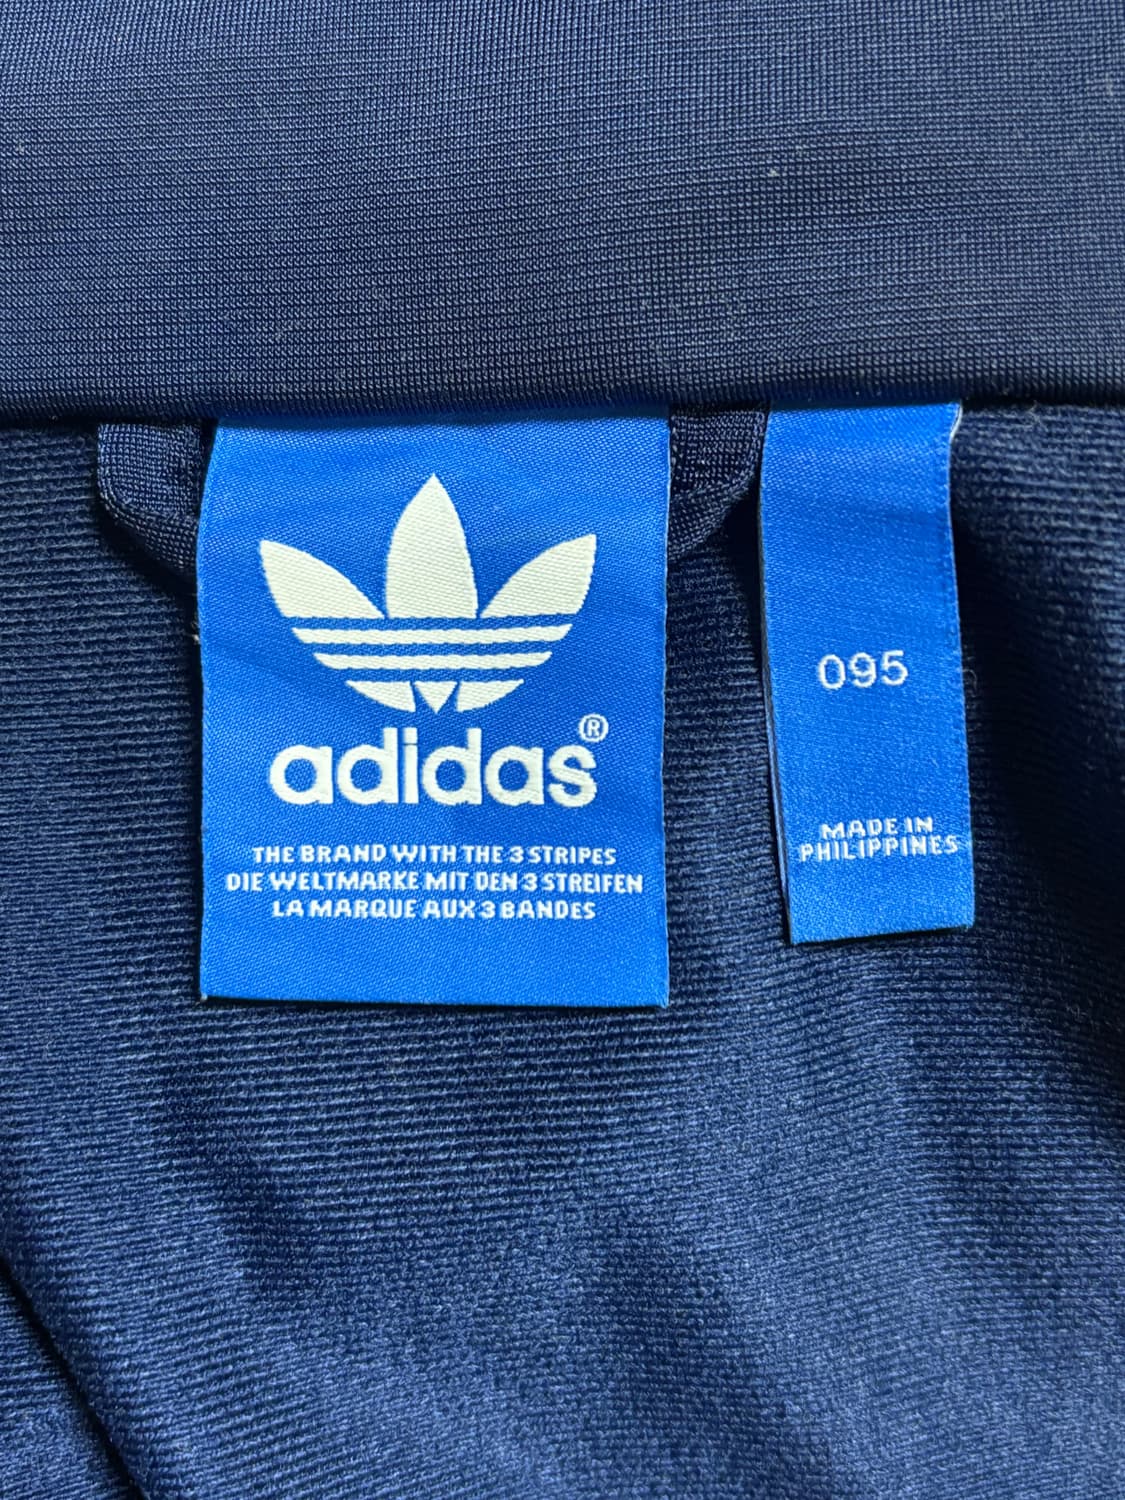 adidas®
THE BRAND WITH THE 3 STRIPES
DIE WELTMARKE MIT DEN 3 STREIFEN
LA MARQUE AUX 3 BANDES
095
MADE IN
PHILIPPINES